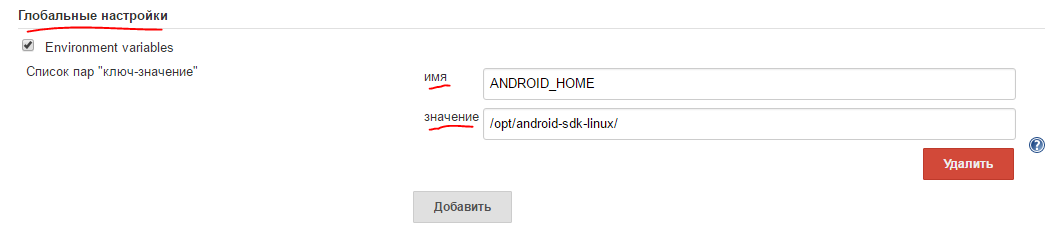 Глобальные настройки
Environment variables
Список пар "ключ-значение"
имя
ANDROID_HOME
значение
/opt/android-sdk-linux/
?
Удалить
Добавить